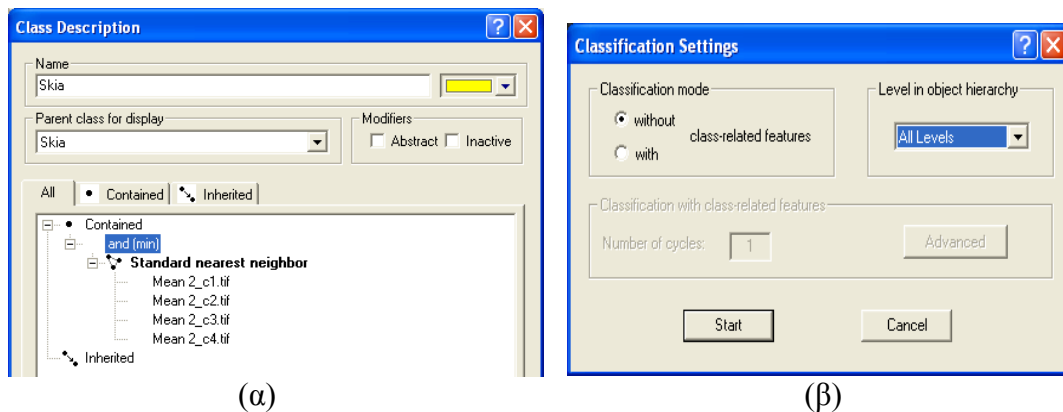 Class Description
Name
Skia
Parent class for display
Skia
Modifiers
Abstract Inactive
All Contained Inherited
Contained
and (min)
Standard nearest neighbor
Mean 2_c1.tif
Mean 2_c2.tif
Mean 2_c3.tif
Mean 2_c4.tif
Inherited
(α)
Classification Settings
Classification mode
without
class-related features
with
Level in object hierarchy
All Levels
Classification with class-related features
Number of cycles: 1
Advanced
Start Cancel
(β)